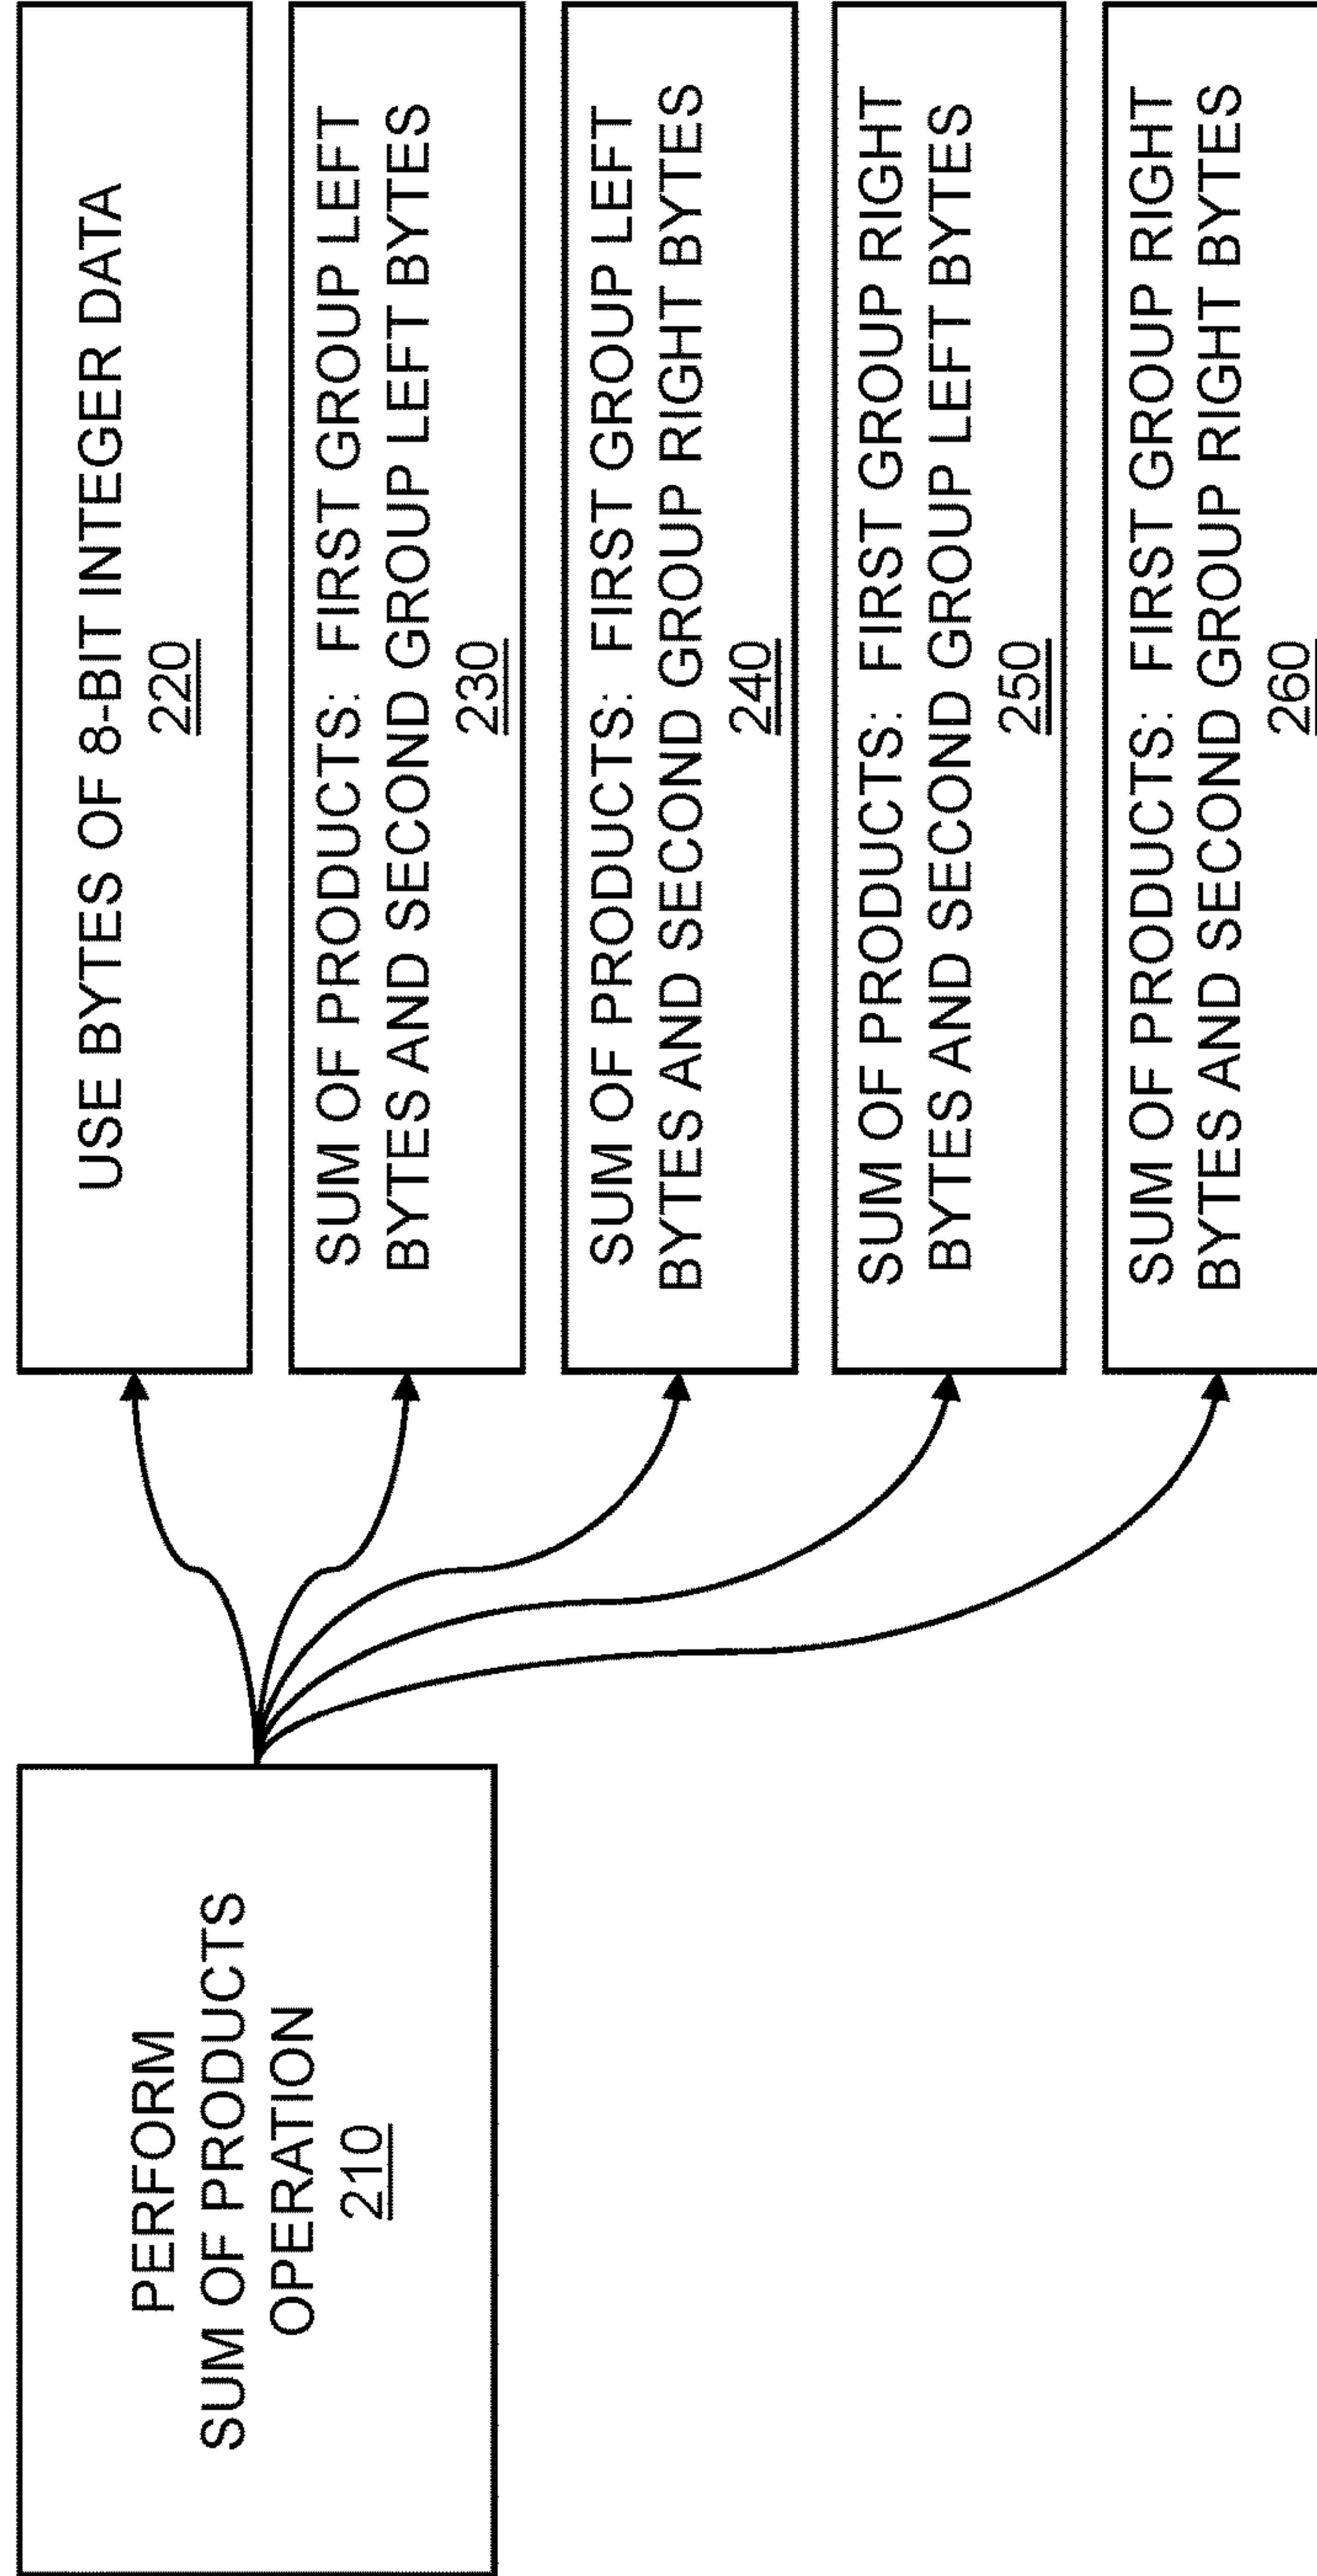 PERFORM
SUM OF PRODUCTS
OPERATION
210
USE BYTES OF 8-BIT INTEGER DATA
220
SUM OF PRODUCTS: FIRST GROUP LEFT
BYTES AND SECOND GROUP LEFT BYTES
230
SUM OF PRODUCTS: FIRST GROUP LEFT
BYTES AND SECOND GROUP RIGHT BYTES
240
SUM OF PRODUCTS: FIRST GROUP RIGHT
BYTES AND SECOND GROUP LEFT BYTES
250
SUM OF PRODUCTS: FIRST GROUP RIGHT
BYTES AND SECOND GROUP RIGHT BYTES
260